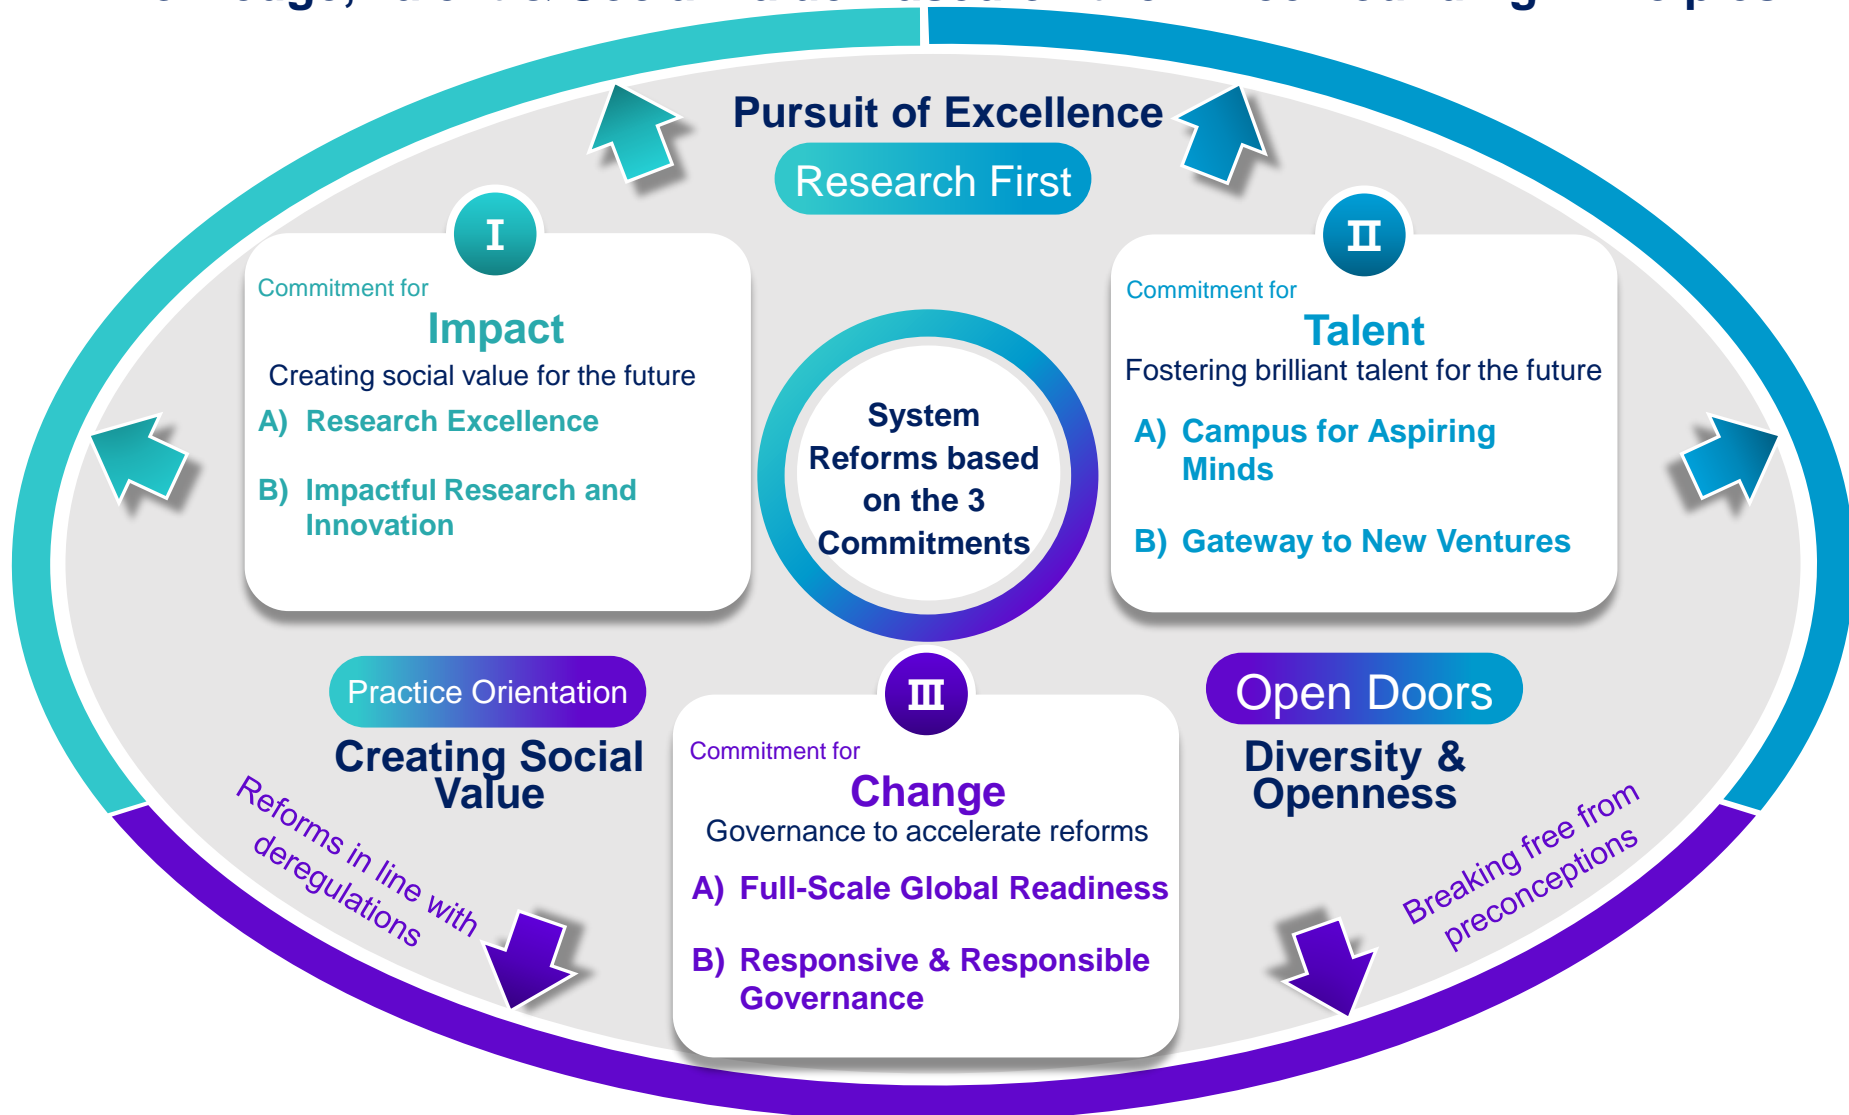 Pursuit of Excellence
Research First
I
Commitment for
Impact
Creating social value for the future
A) Research Excellence
B) Impactful Research and
Innovation
II
Commitment for
Talent
Fostering brilliant talent for the future
A) Campus for Aspiring
Minds
B) Gateway to New Ventures
System
Reforms based
on the 3
Commitments
Practice Orientation
Creating Social
Value
Open Doors
Diversity &
Openness
III
Commitment for
Change
Governance to accelerate reforms
A) Full-Scale Global Readiness
B) Responsive & Responsible
Governance
Reforms in line with
deregulations
Breaking free from
preconceptions